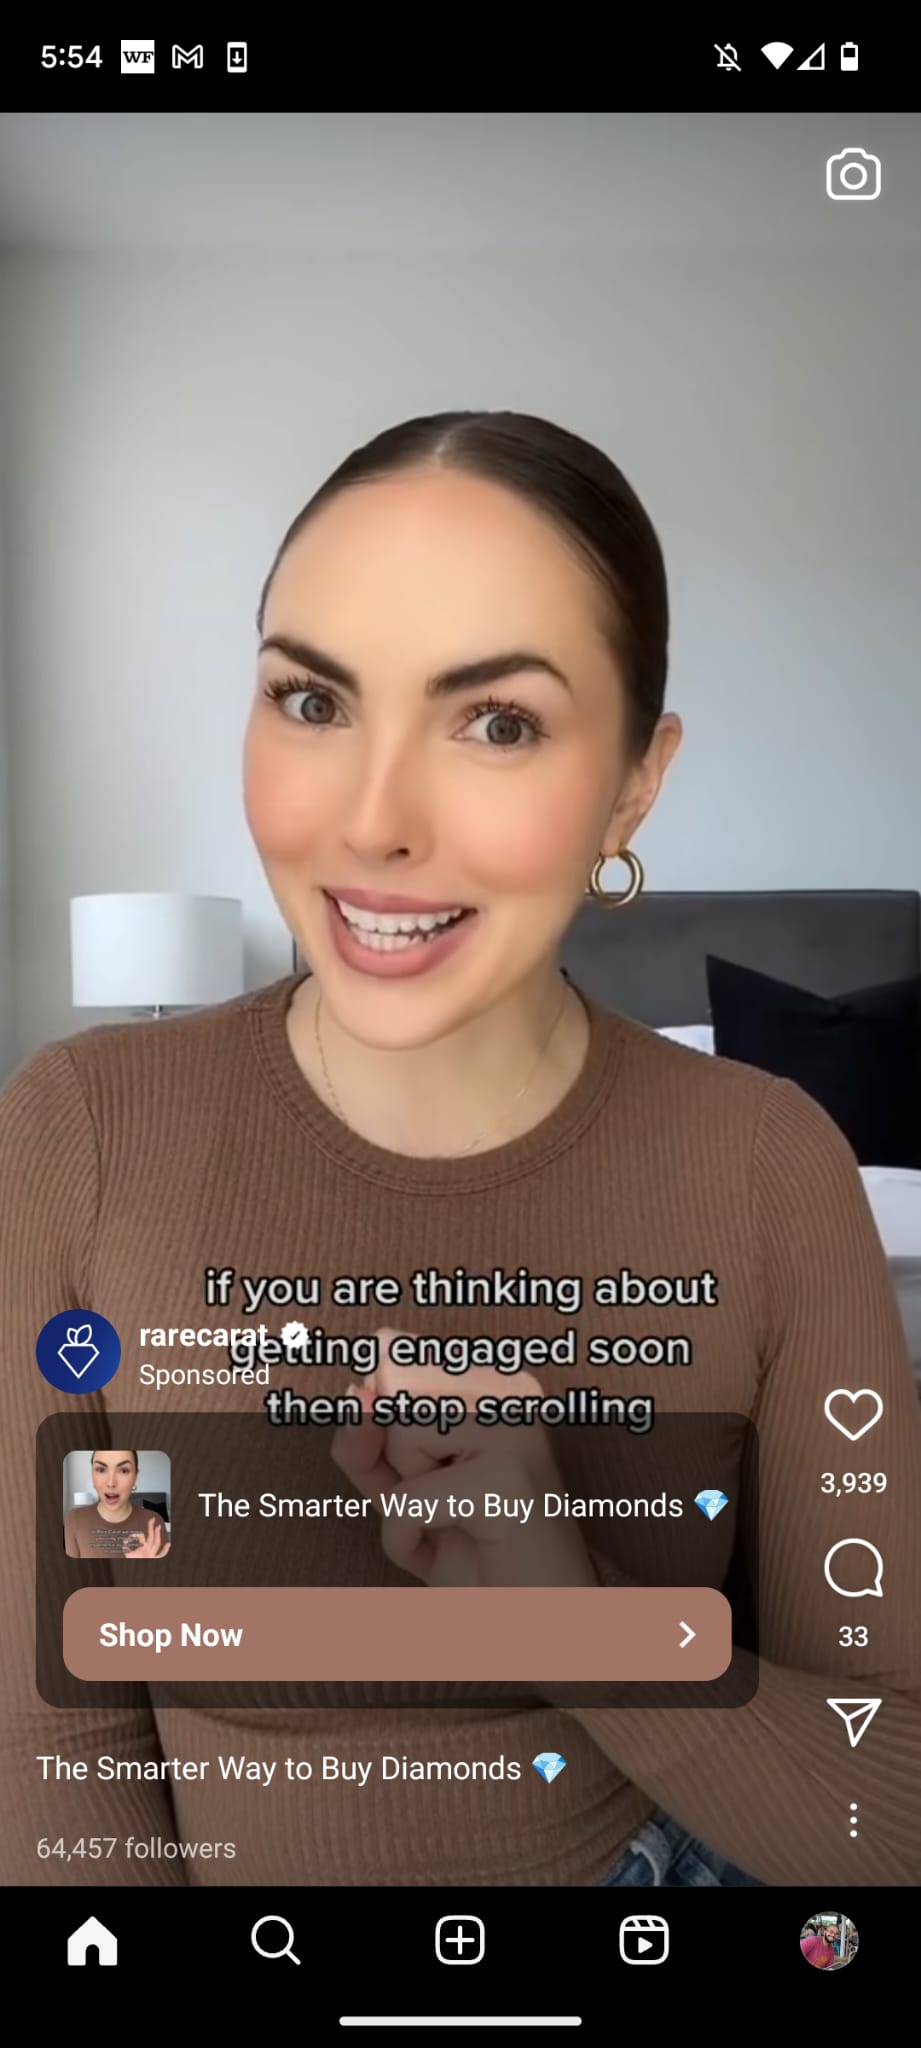 5:54
WF
if you are thinking about
getting engaged soon
then stop scrolling
rarecarat
Sponsored
The Smarter Way to Buy Diamonds 💎
Shop Now
3,939
33
The Smarter Way to Buy Diamonds 💎
64,457 followers